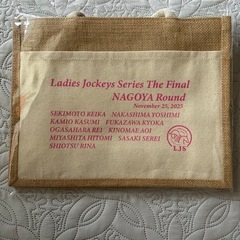 Ladies Jockeys Series The Final
NAGOYA Round
November 25, 2025
SEKIMOTO KEIKA NAKASHIMA YOSHIMI
KAMIO KASUMI FUKAZAWA KYOKA
OGASAHARA REI KINOMAE AOI
MIYASHITA HITOMI SASAKI SEREI
SHIOTSU RINA
LJS